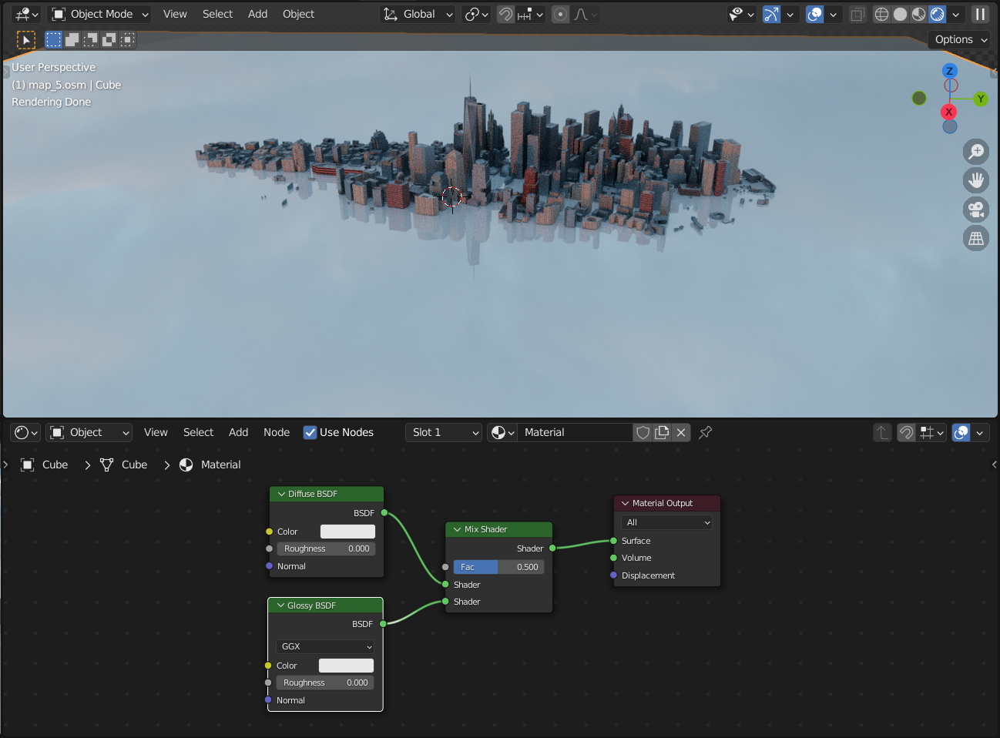 Object Mode View Select Add Object Global
Options
User Perspective
(1) map_5.osm | Cube
Rendering Done
Z
Y
X
Object View Select Add Node Use Nodes Slot 1 Material
Cube Cube Material
Diffuse BSDF
BSDF
Color
Roughness 0.000
Normal
Glossy BSDF
BSDF
GGX
Color
Roughness 0.000
Normal
Mix Shader
Shader
Fac 0.500
Shader
Shader
Material Output
All
Surface
Volume
Displacement